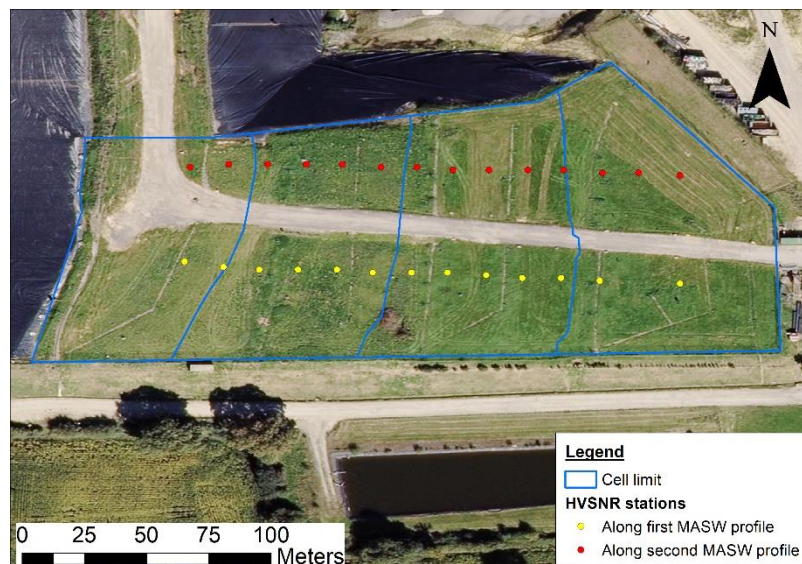 N
Legend
Cell limit
HVSNR stations
Along first MASW profile
Along second MASW profile
0 25 50 75 100
Meters